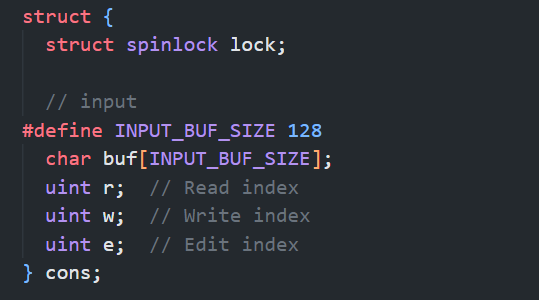 struct {
  struct spinlock lock;

  // input
#define INPUT_BUF_SIZE 128
  char buf[INPUT_BUF_SIZE];
  uint r;  // Read index
  uint w;  // Write index
  uint e;  // Edit index
} cons;